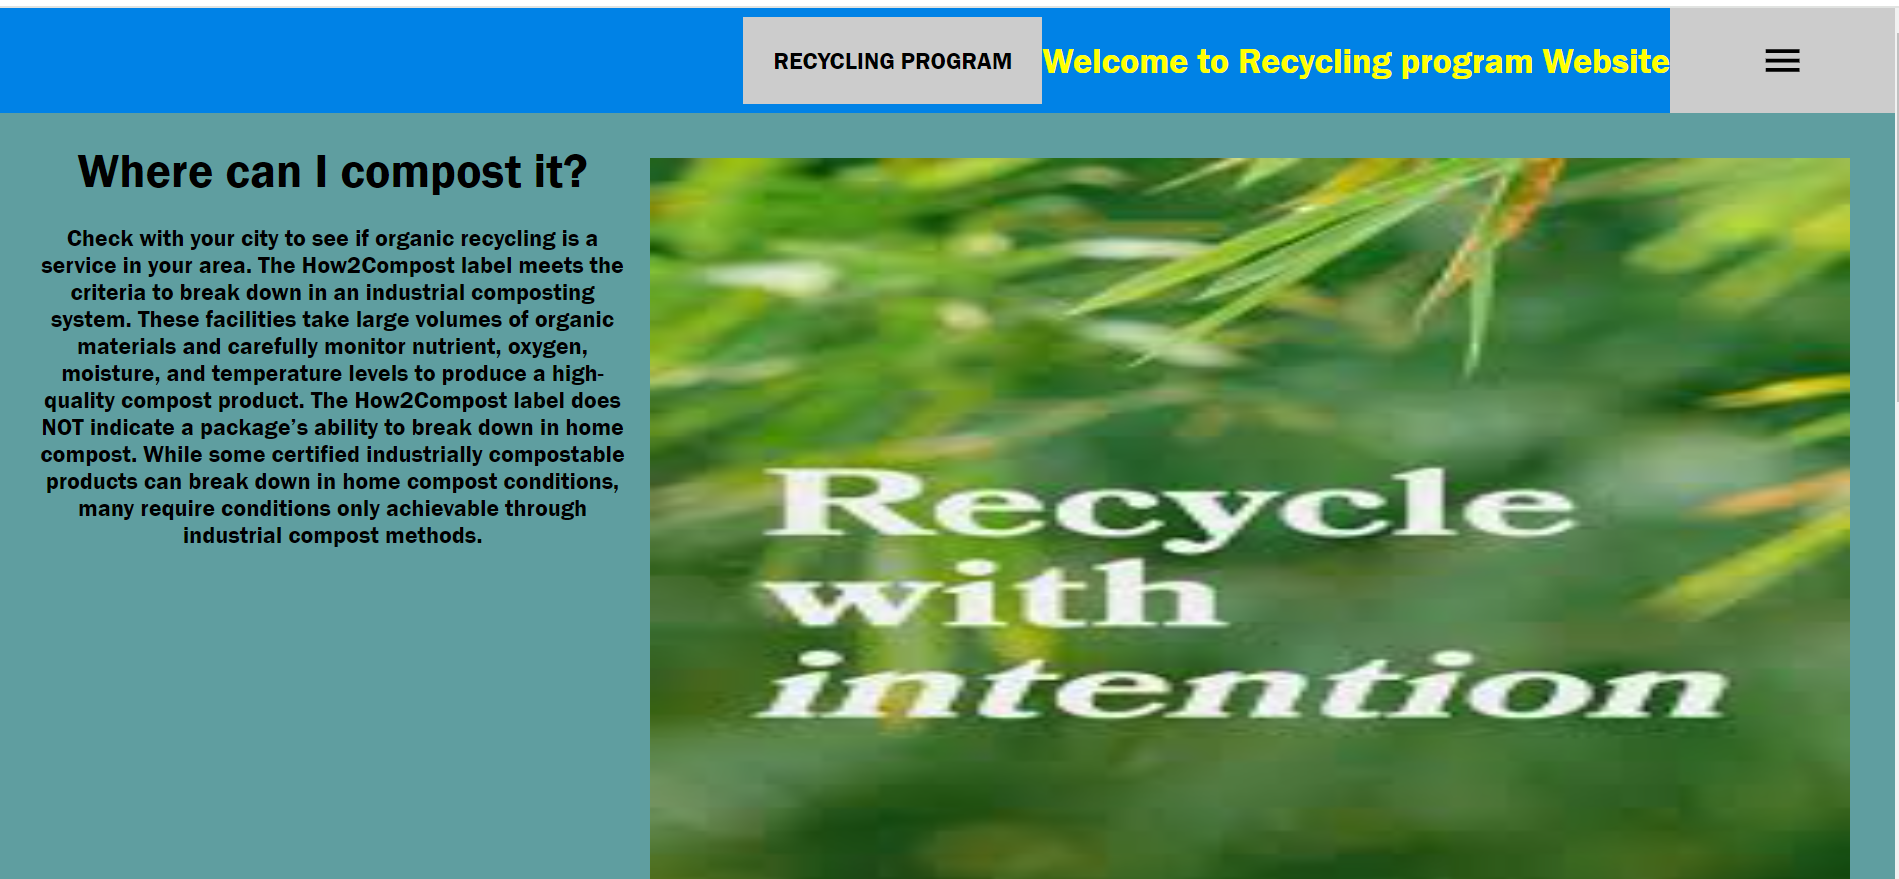 RECYCLING PROGRAM
Welcome to Recycling program Website
Where can I compost it?
Check with your city to see if organic recycling is a
service in your area. The How2Compost label meets the
criteria to break down in an industrial composting
system. These facilities take large volumes of organic
materials and carefully monitor nutrient, oxygen,
moisture, and temperature levels to produce a high-
quality compost product. The How2Compost label does
NOT indicate a package’s ability to break down in home
compost. While some certified industrially compostable
products can break down in home compost conditions,
many require conditions only achievable through
industrial compost methods.
Recycle
with
intention